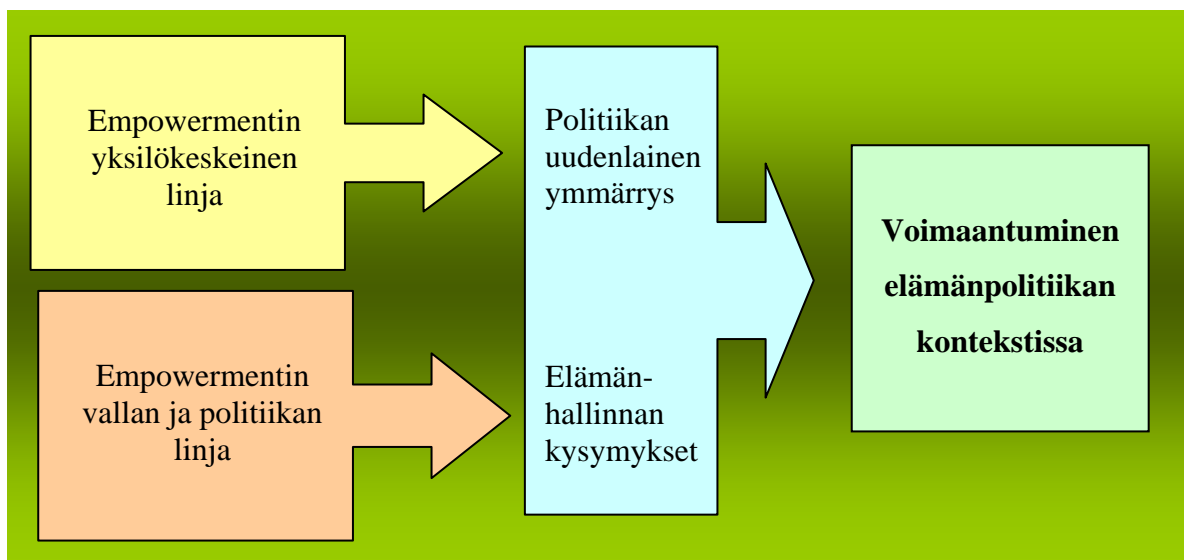 Empowermentin
yksilökeskeinen
linja
Empowermentin
vallan ja politiikan
linja
Politiikan
uudenlainen
ymmärrys
Elämän-
hallinnan
kysymykset
Voimaantuminen
elämänpolitiikan
kontekstissa